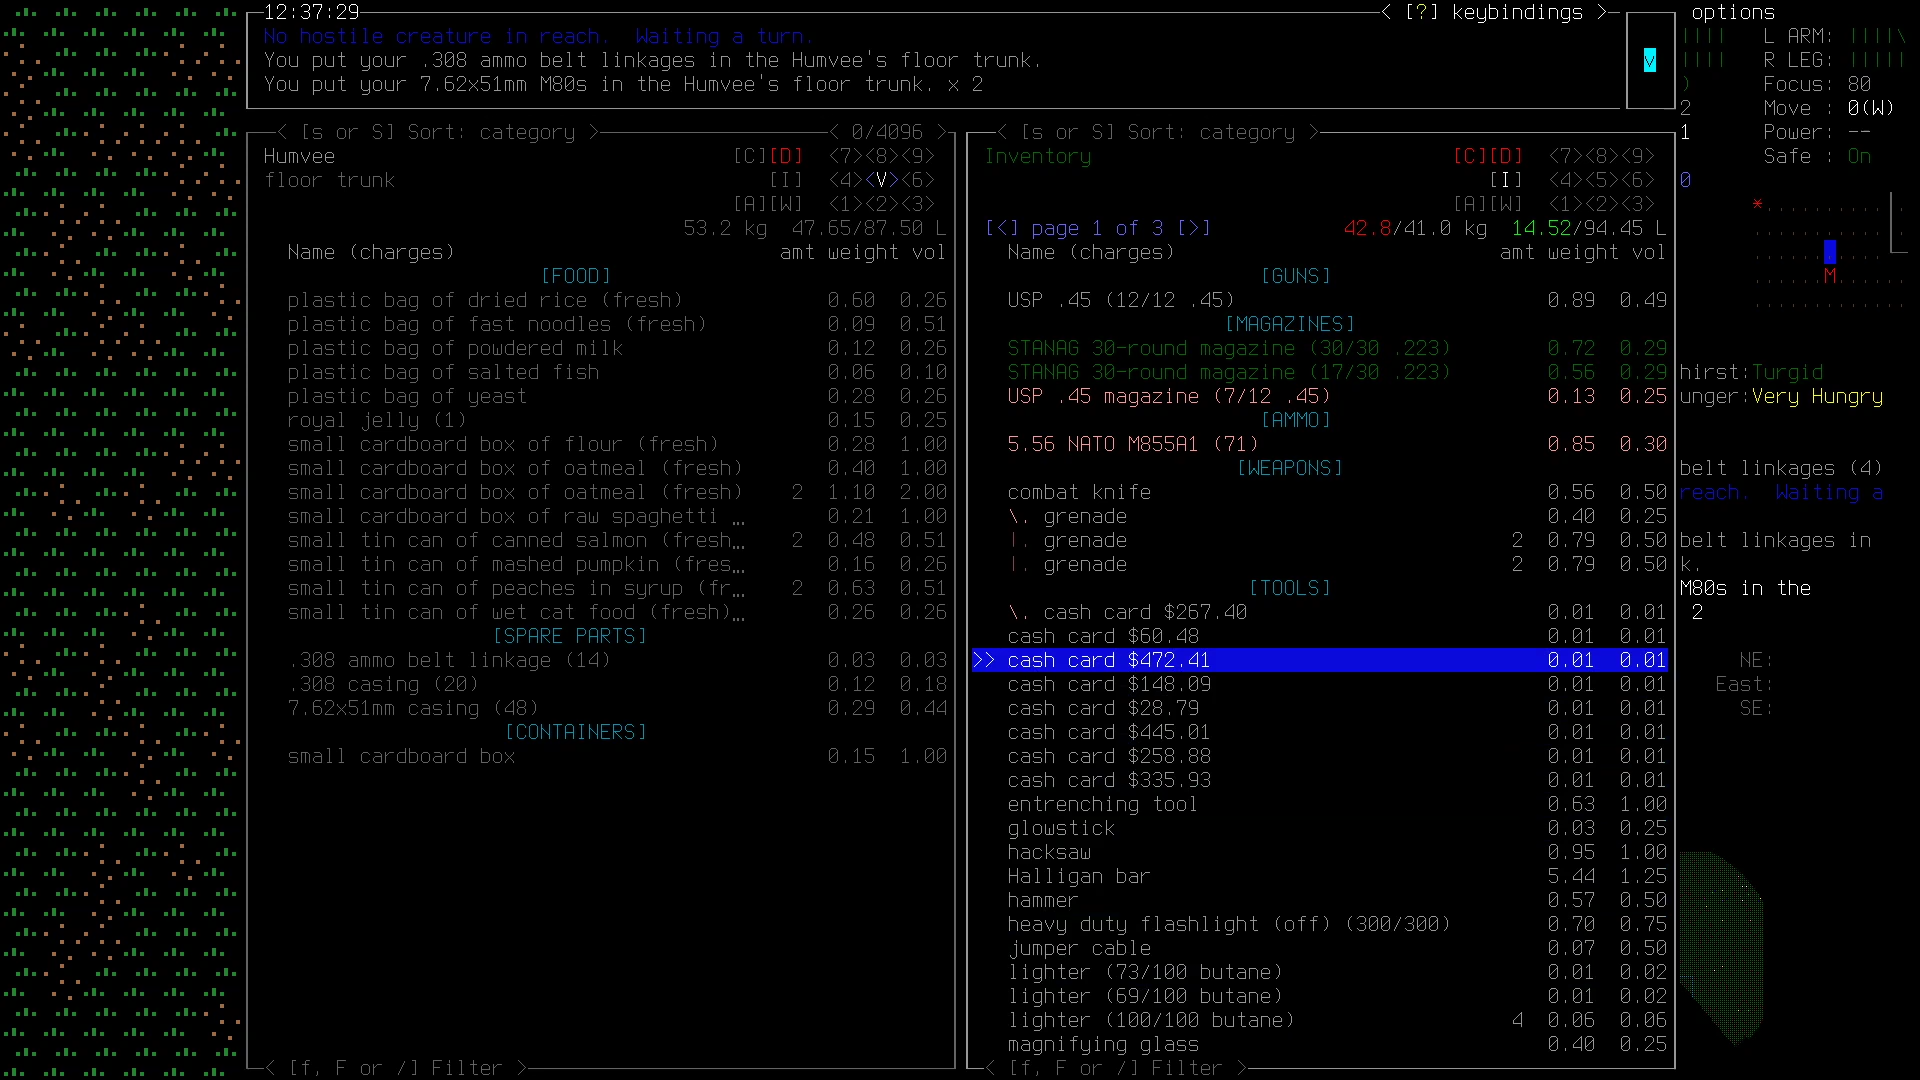 12:37:29 < [?] keybindings >
No hostile creature in reach.  Waiting a turn.
You put your .308 ammo belt linkages in the Humvee's floor trunk.
You put your 7.62x51mm M80s in the Humvee's floor trunk. x 2
v
options
L ARM: ||||\
R LEG: |||||
Focus: 80
Move : 0(W)
Power: --
Safe : On
||||
||||
)
2
1
0
< [s or S] Sort: category > < 0/4096 >
Humvee [C][D] <7><8><9>
floor trunk [I] <4><V><6>
[A][W] <1><2><3>
53.2 kg 47.65/87.50 L
Name (charges) amt weight vol
[FOOD]
plastic bag of dried rice (fresh) 0.60 0.26
plastic bag of fast noodles (fresh) 0.09 0.51
plastic bag of powdered milk 0.12 0.26
plastic bag of salted fish 0.06 0.10
plastic bag of yeast 0.28 0.26
royal jelly (1) 0.15 0.25
small cardboard box of flour (fresh) 0.28 1.00
small cardboard box of oatmeal (fresh) 0.40 1.00
small cardboard box of oatmeal (fresh) 2 1.10 2.00
small cardboard box of raw spaghetti … 0.21 1.00
small tin can of canned salmon (fresh… 2 0.48 0.51
small tin can of mashed pumpkin (fres… 0.16 0.26
small tin can of peaches in syrup (fr… 2 0.63 0.51
small tin can of wet cat food (fresh)… 0.26 0.26
[SPARE PARTS]
.308 ammo belt linkage (14) 0.03 0.03
.308 casing (20) 0.12 0.18
7.62x51mm casing (48) 0.29 0.44
[CONTAINERS]
small cardboard box 0.15 1.00
< [f, F or /] Filter >
< [s or S] Sort: category >
Inventory [C][D] <7><8><9>
[I] <4><5><6>
[A][W] <1><2><3>
[<] page 1 of 3 [>] 42.8/41.0 kg 14.52/94.45 L
Name (charges) amt weight vol
[GUNS]
USP .45 (12/12 .45) 0.89 0.49
[MAGAZINES]
STANAG 30-round magazine (30/30 .223) 0.72 0.29
STANAG 30-round magazine (17/30 .223) 0.56 0.29
USP .45 magazine (7/12 .45) 0.13 0.25
[AMMO]
5.56 NATO M855A1 (71) 0.85 0.30
[WEAPONS]
combat knife 0.56 0.50
\. grenade 0.40 0.25
|. grenade 2 0.79 0.50
|. grenade 2 0.79 0.50
[TOOLS]
\. cash card $267.40 0.01 0.01
cash card $60.48 0.01 0.01
>> cash card $472.41 0.01 0.01
cash card $148.09 0.01 0.01
cash card $28.79 0.01 0.01
cash card $445.01 0.01 0.01
cash card $258.88 0.01 0.01
cash card $335.93 0.01 0.01
entrenching tool 0.63 1.00
glowstick 0.03 0.25
hacksaw 0.95 1.00
Halligan bar 5.44 1.25
hammer 0.57 0.50
heavy duty flashlight (off) (300/300) 0.70 0.75
jumper cable 0.07 0.50
lighter (73/100 butane) 0.01 0.02
lighter (69/100 butane) 0.01 0.02
lighter (100/100 butane) 4 0.06 0.06
magnifying glass 0.40 0.25
< [f, F or /] Filter >
*
M
hirst:Turgid
unger:Very Hungry
belt linkages (4)
reach.  Waiting a
belt linkages in
k.
M80s in the
2
NE:
East:
SE: